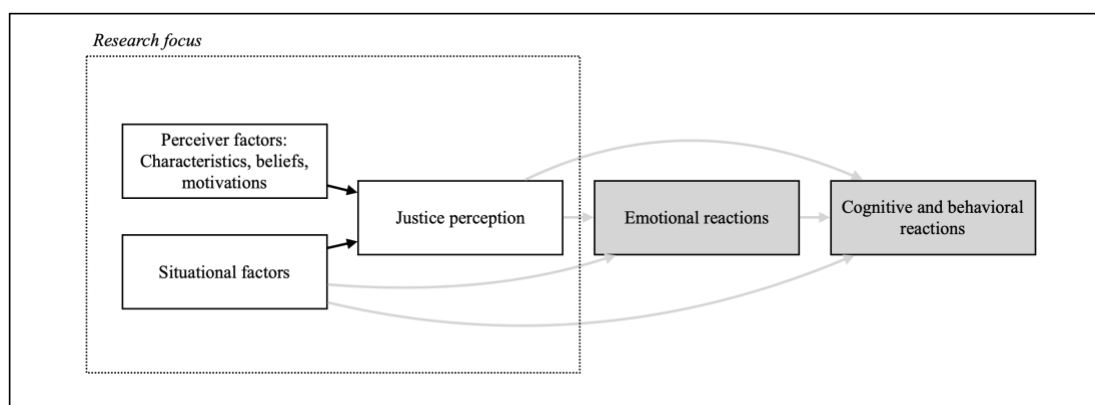 Research focus
Perceiver factors:
Characteristics, beliefs,
motivations
Justice perception
Situational factors
Emotional reactions
Cognitive and behavioral
reactions